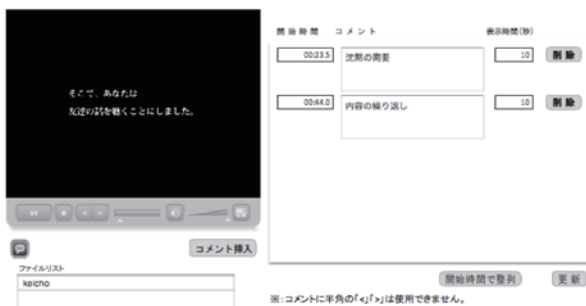 そこで、あなたは
友達の話を聴くことにしました。
コメント挿入
ファイルリスト
keicho
開始時間 コメント 表示時間(秒)
00:23.5 沈黙の需要 10 削除
00:44.0 内容の繰り返し 10 削除
開始時間で整列 更新
※:コメントに半角の「<」「>」は使用できません。